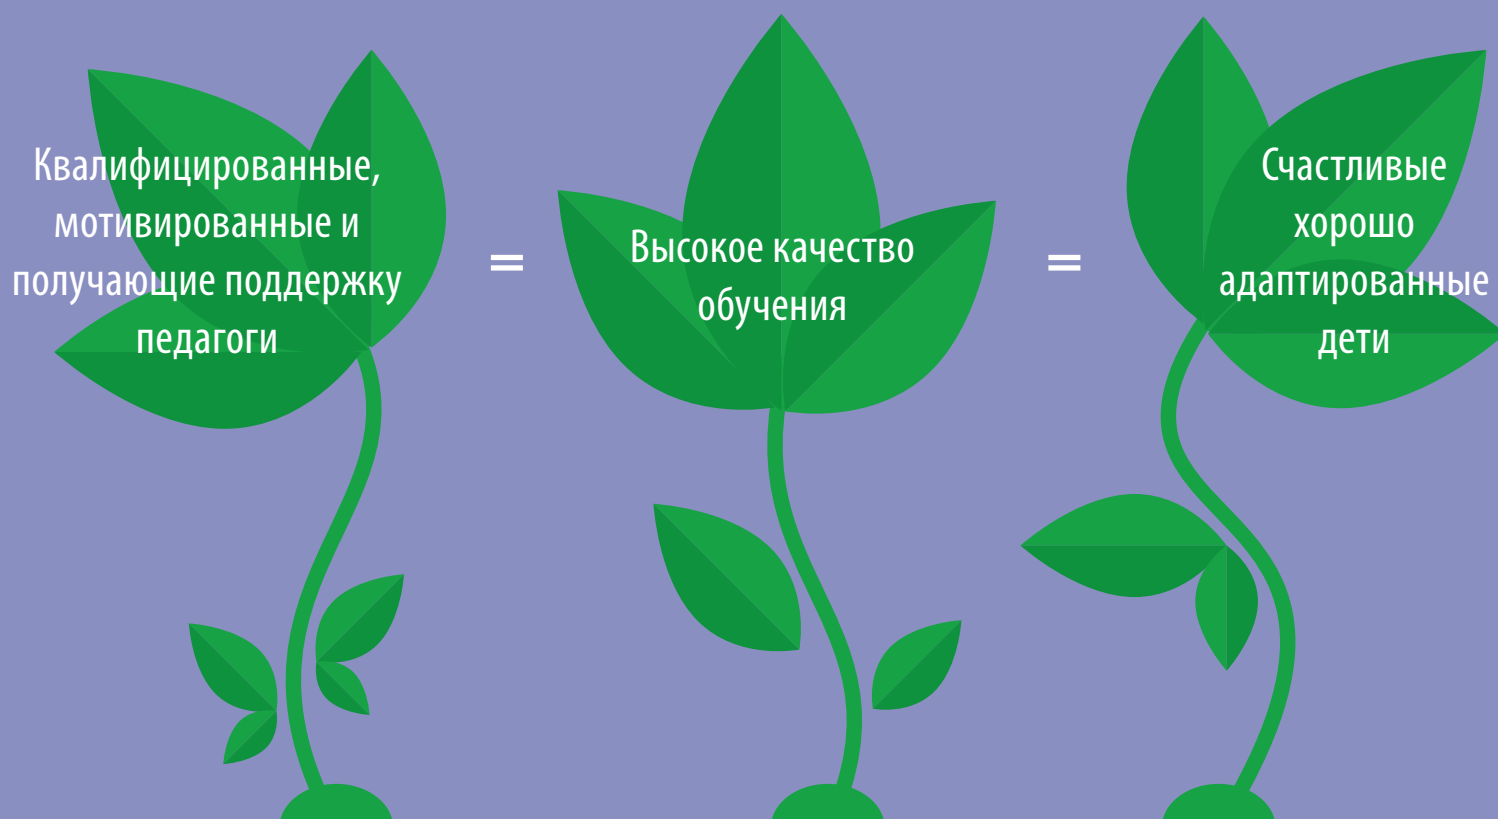 Квалифицированные,
мотивированные и
получающие поддержку
педагоги
=
Высокое качество
обучения
=
Счастливые
хорошо
адаптированные
дети